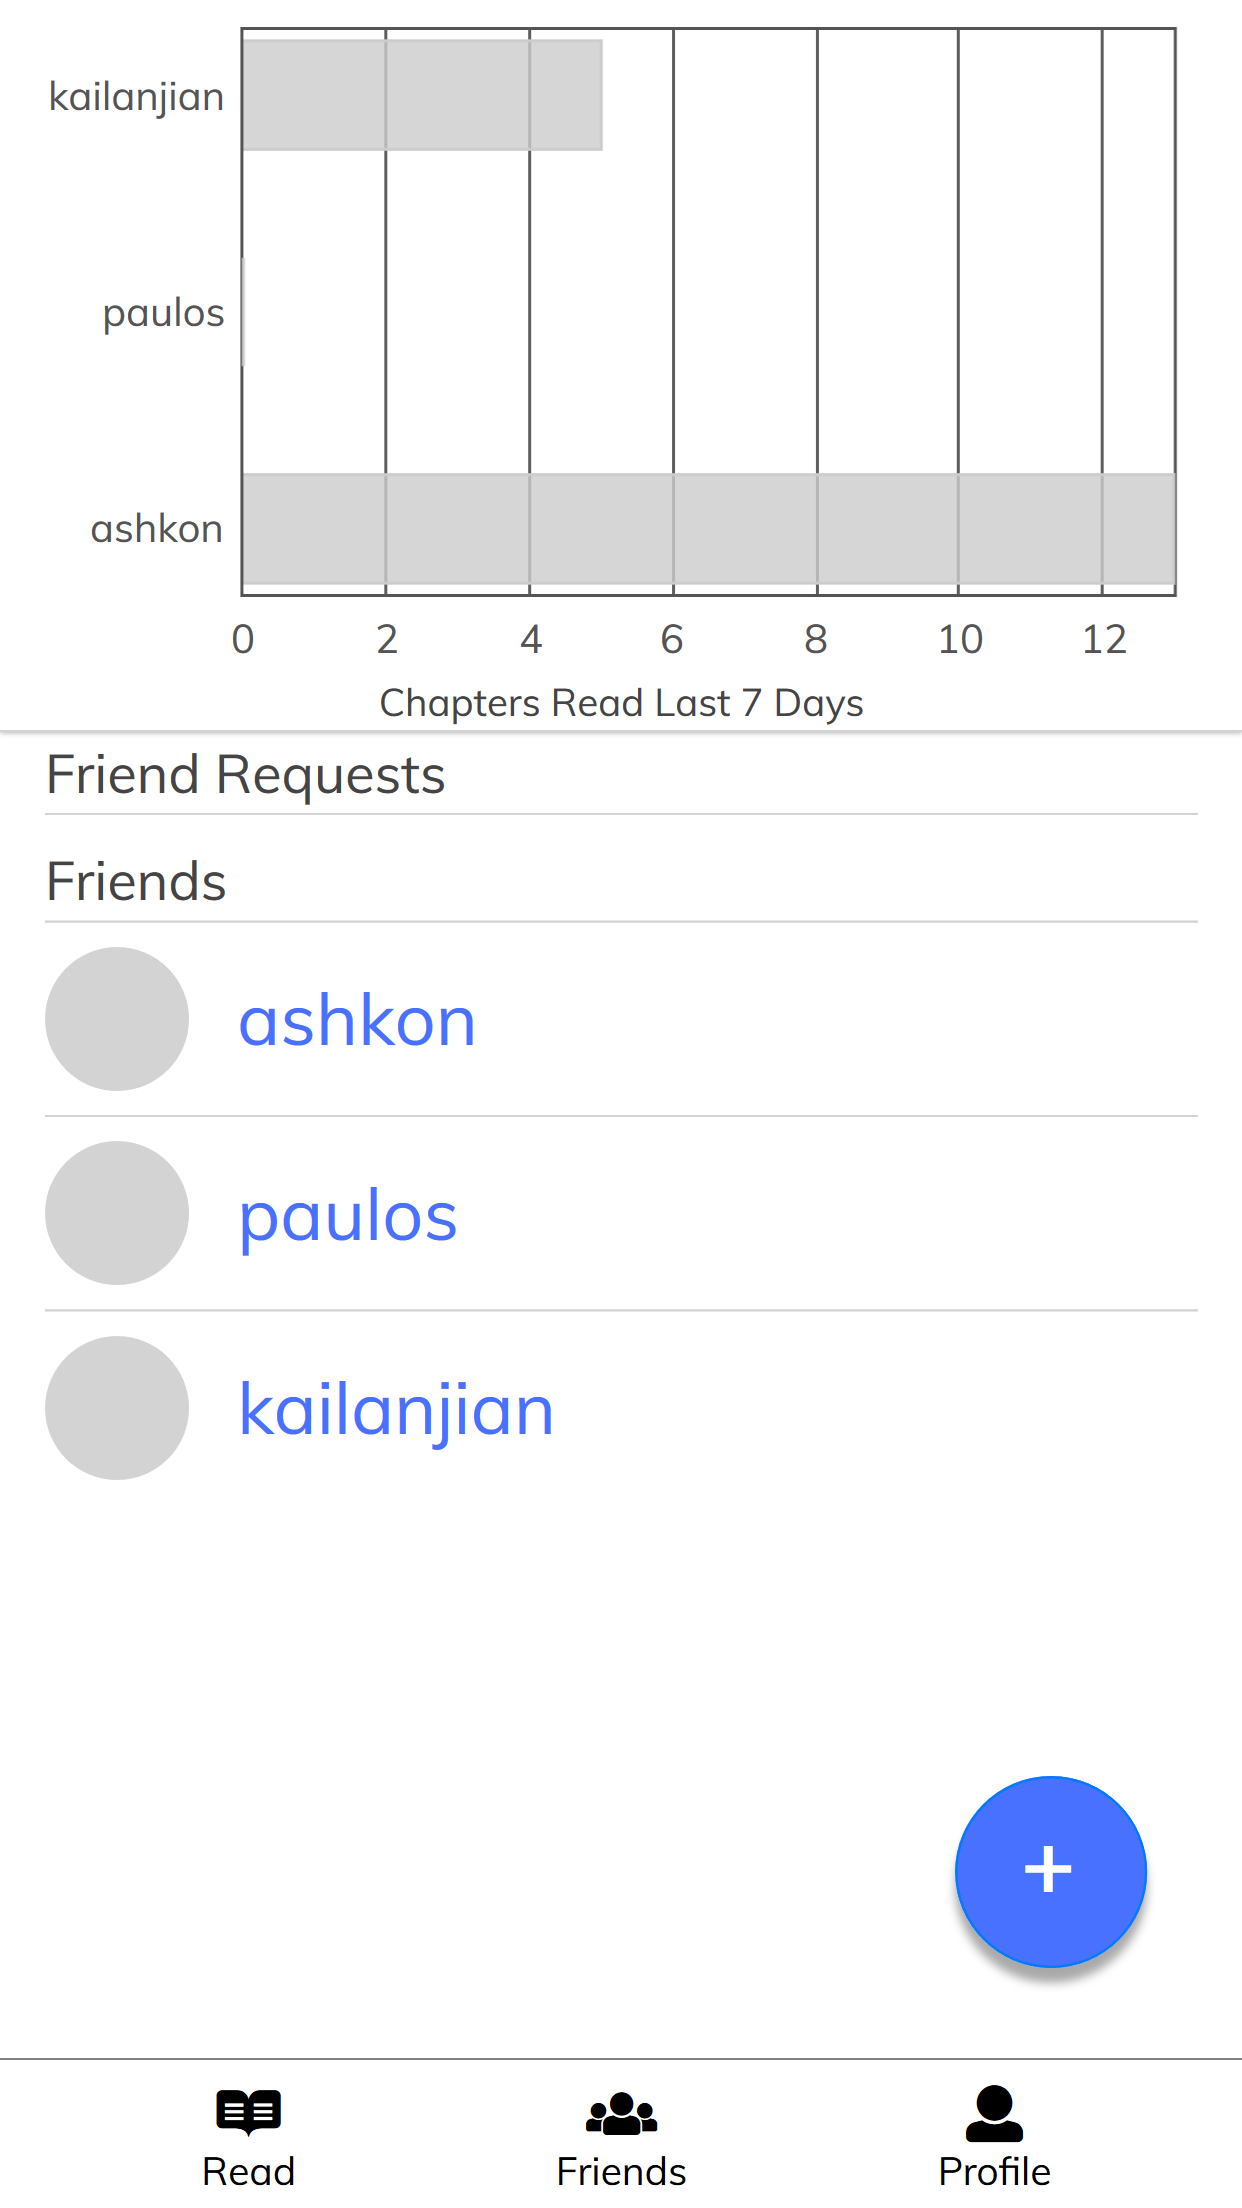 kailanjian
paulos
ashkon
0 2 4 6 8 10 12
Chapters Read Last 7 Days
Friend Requests
Friends
ashkon
paulos
kailanjian
+
Read Friends Profile